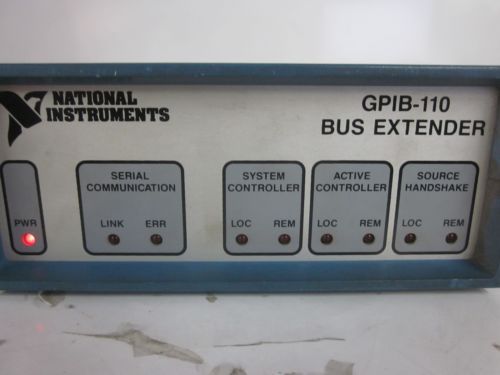 NATIONAL
INSTRUMENTS
GPIB-110
BUS EXTENDER
PWR
SERIAL
COMMUNICATION
LINK ERR
SYSTEM
CONTROLLER
LOC REM
ACTIVE
CONTROLLER
LOC REM
SOURCE
HANDSHAKE
LOC REM